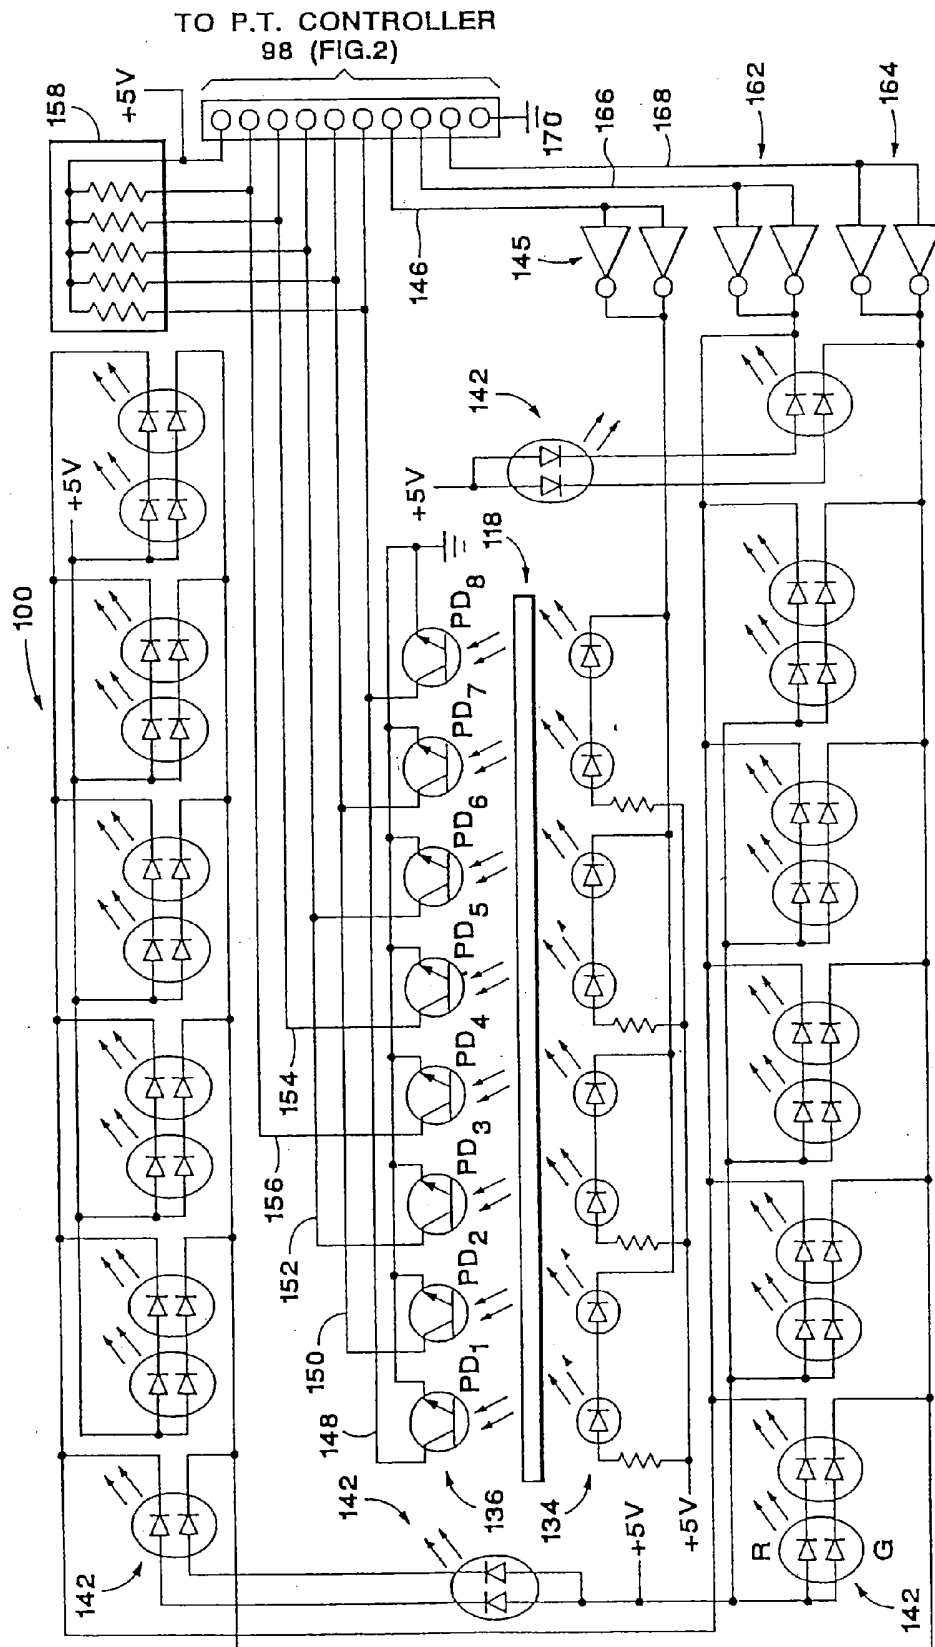 TO P.T. CONTROLLER
98 (FIG.2)
158
+5V
170
166
168
162
164
146
145
100
+5V
142
+5V
118
PD8
PD7
PD6
PD5
PD4
PD3
PD2
PD1
154
156
152
150
148
142
136
134
142
+5V
+5V
R
G
142